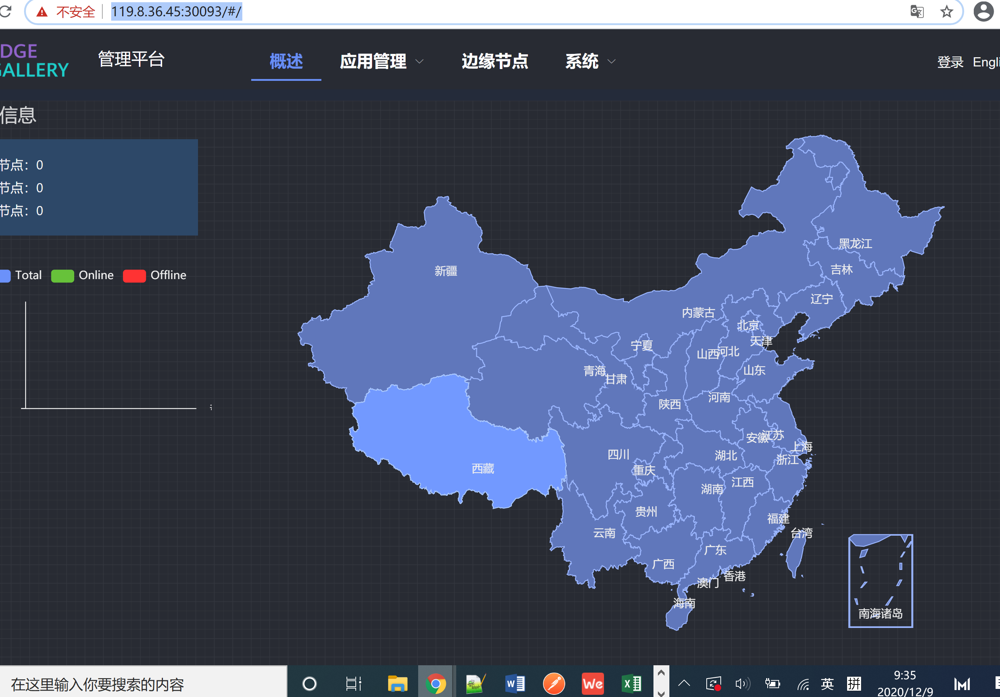 不安全 119.8.36.45:30093/#/
DGE
GALLERY
管理平台 概述 应用管理 边缘节点 系统 登录 Engli
信息
节点：0
节点：0
节点：0
Total Online Offline
黑龙江
吉林
新疆
辽宁
内蒙古
北京
天津
宁夏
山西
河北
山东
青海
甘肃
河南
陕西
安徽
江苏
上海
四川
湖北
浙江
西藏
重庆
江西
湖南
贵州
福建
云南
台湾
广东
广西
香港
澳门
海南
南海诸岛
在这里输入你要搜索的内容
W
We
X
英
拼
9:35
2020/12/9